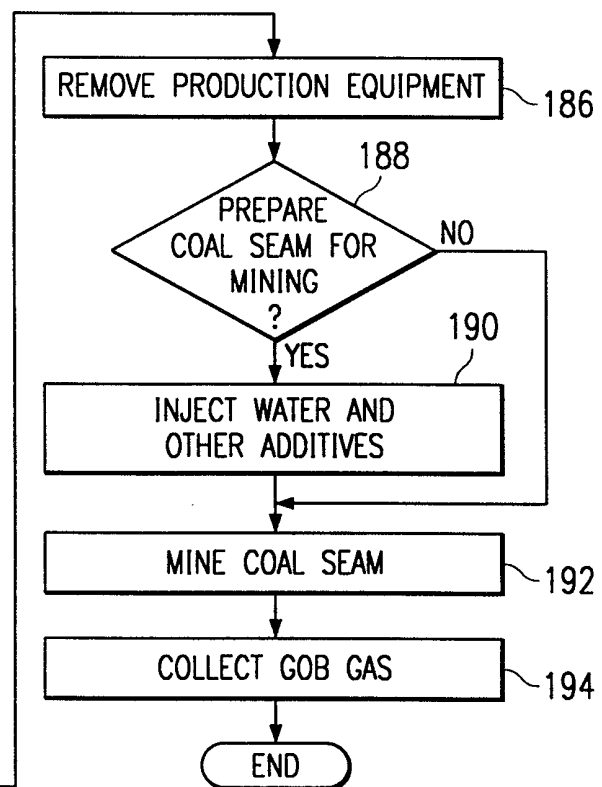 REMOVE PRODUCTION EQUIPMENT
186
188
PREPARE
COAL SEAM FOR
MINING
?
NO
YES
190
INJECT WATER AND
OTHER ADDITIVES
MINE COAL SEAM
192
COLLECT GOB GAS
194
END